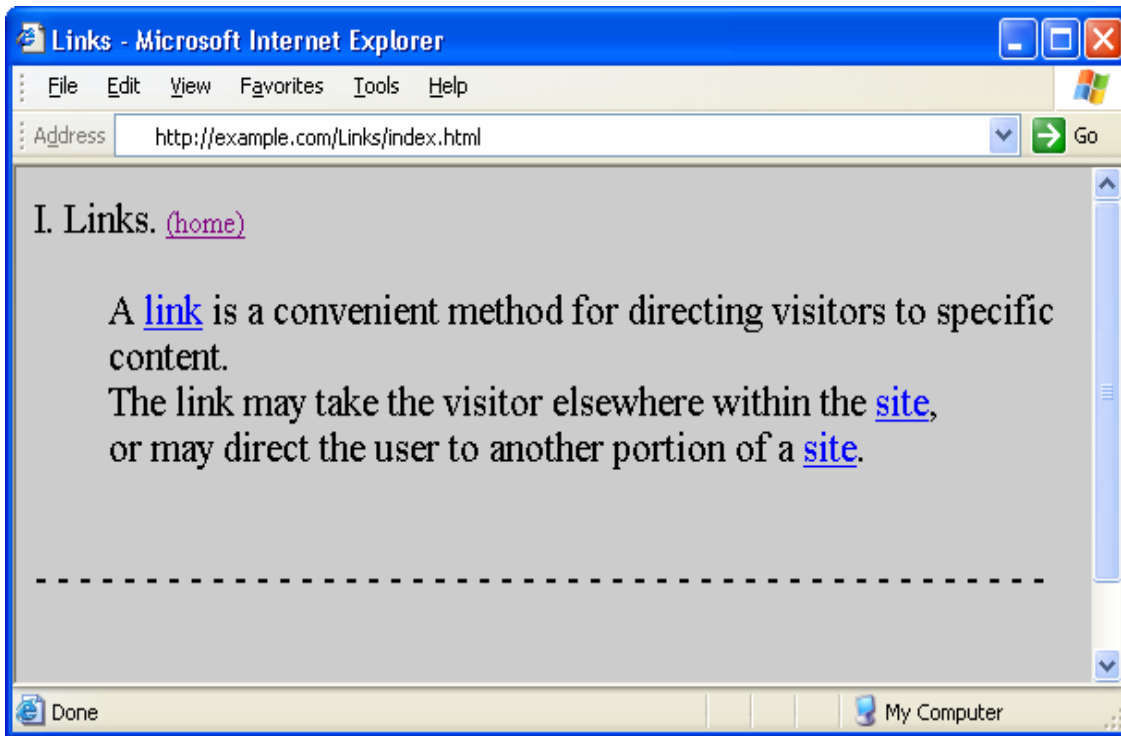 Links - Microsoft Internet Explorer
File Edit View Favorites Tools Help
Address http://example.com/Links/index.html Go
I. Links. (home)
A link is a convenient method for directing visitors to specific
content.
The link may take the visitor elsewhere within the site,
or may direct the user to another portion of a site.
- - - - - - - - - - - - - - - - - - - - - - - - - - - - - - - - - - - - - - - - - - - - - - - - -
Done My Computer